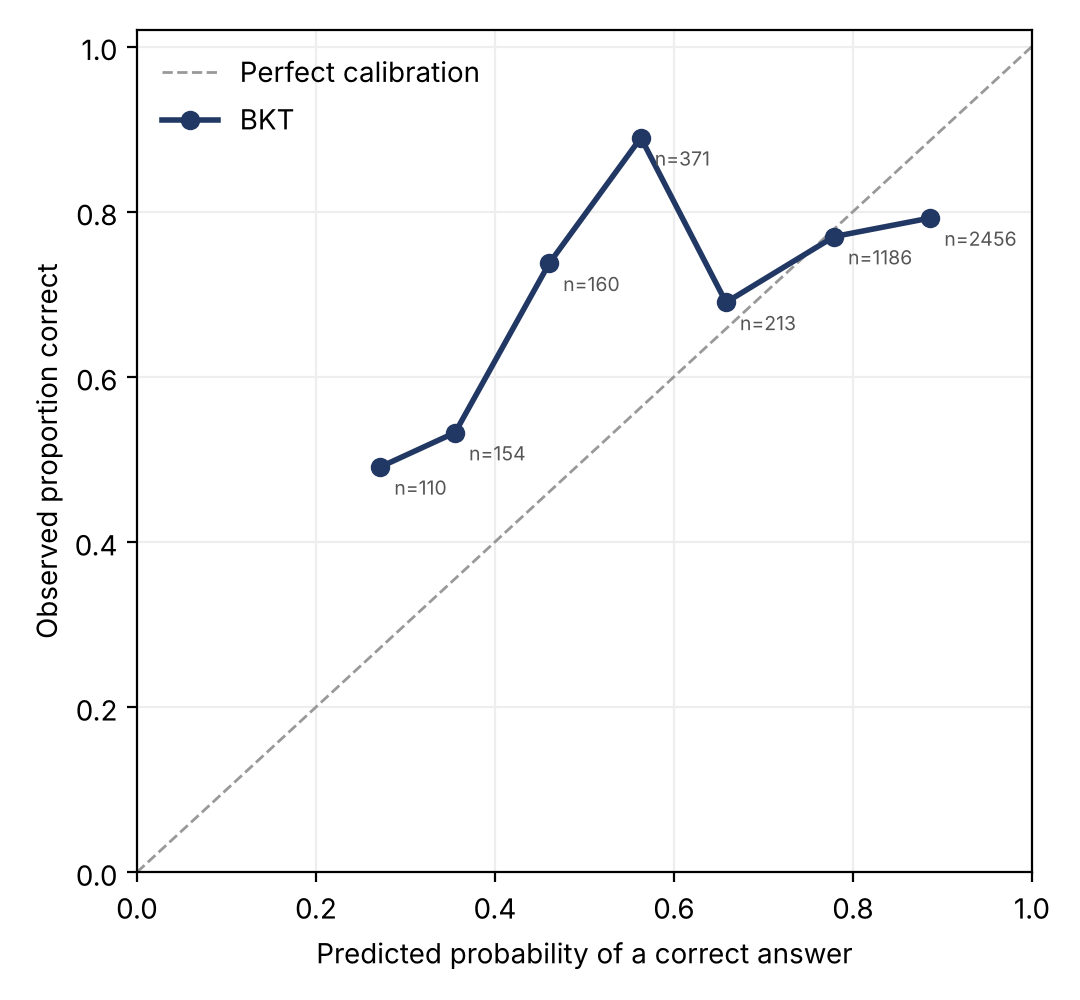 1.0
0.8
0.6
0.4
0.2
0.0
Observed proportion correct
Perfect calibration
BKT
n=371
n=2456
n=1186
n=160
n=213
n=154
n=110
0.0 0.2 0.4 0.6 0.8 1.0
Predicted probability of a correct answer